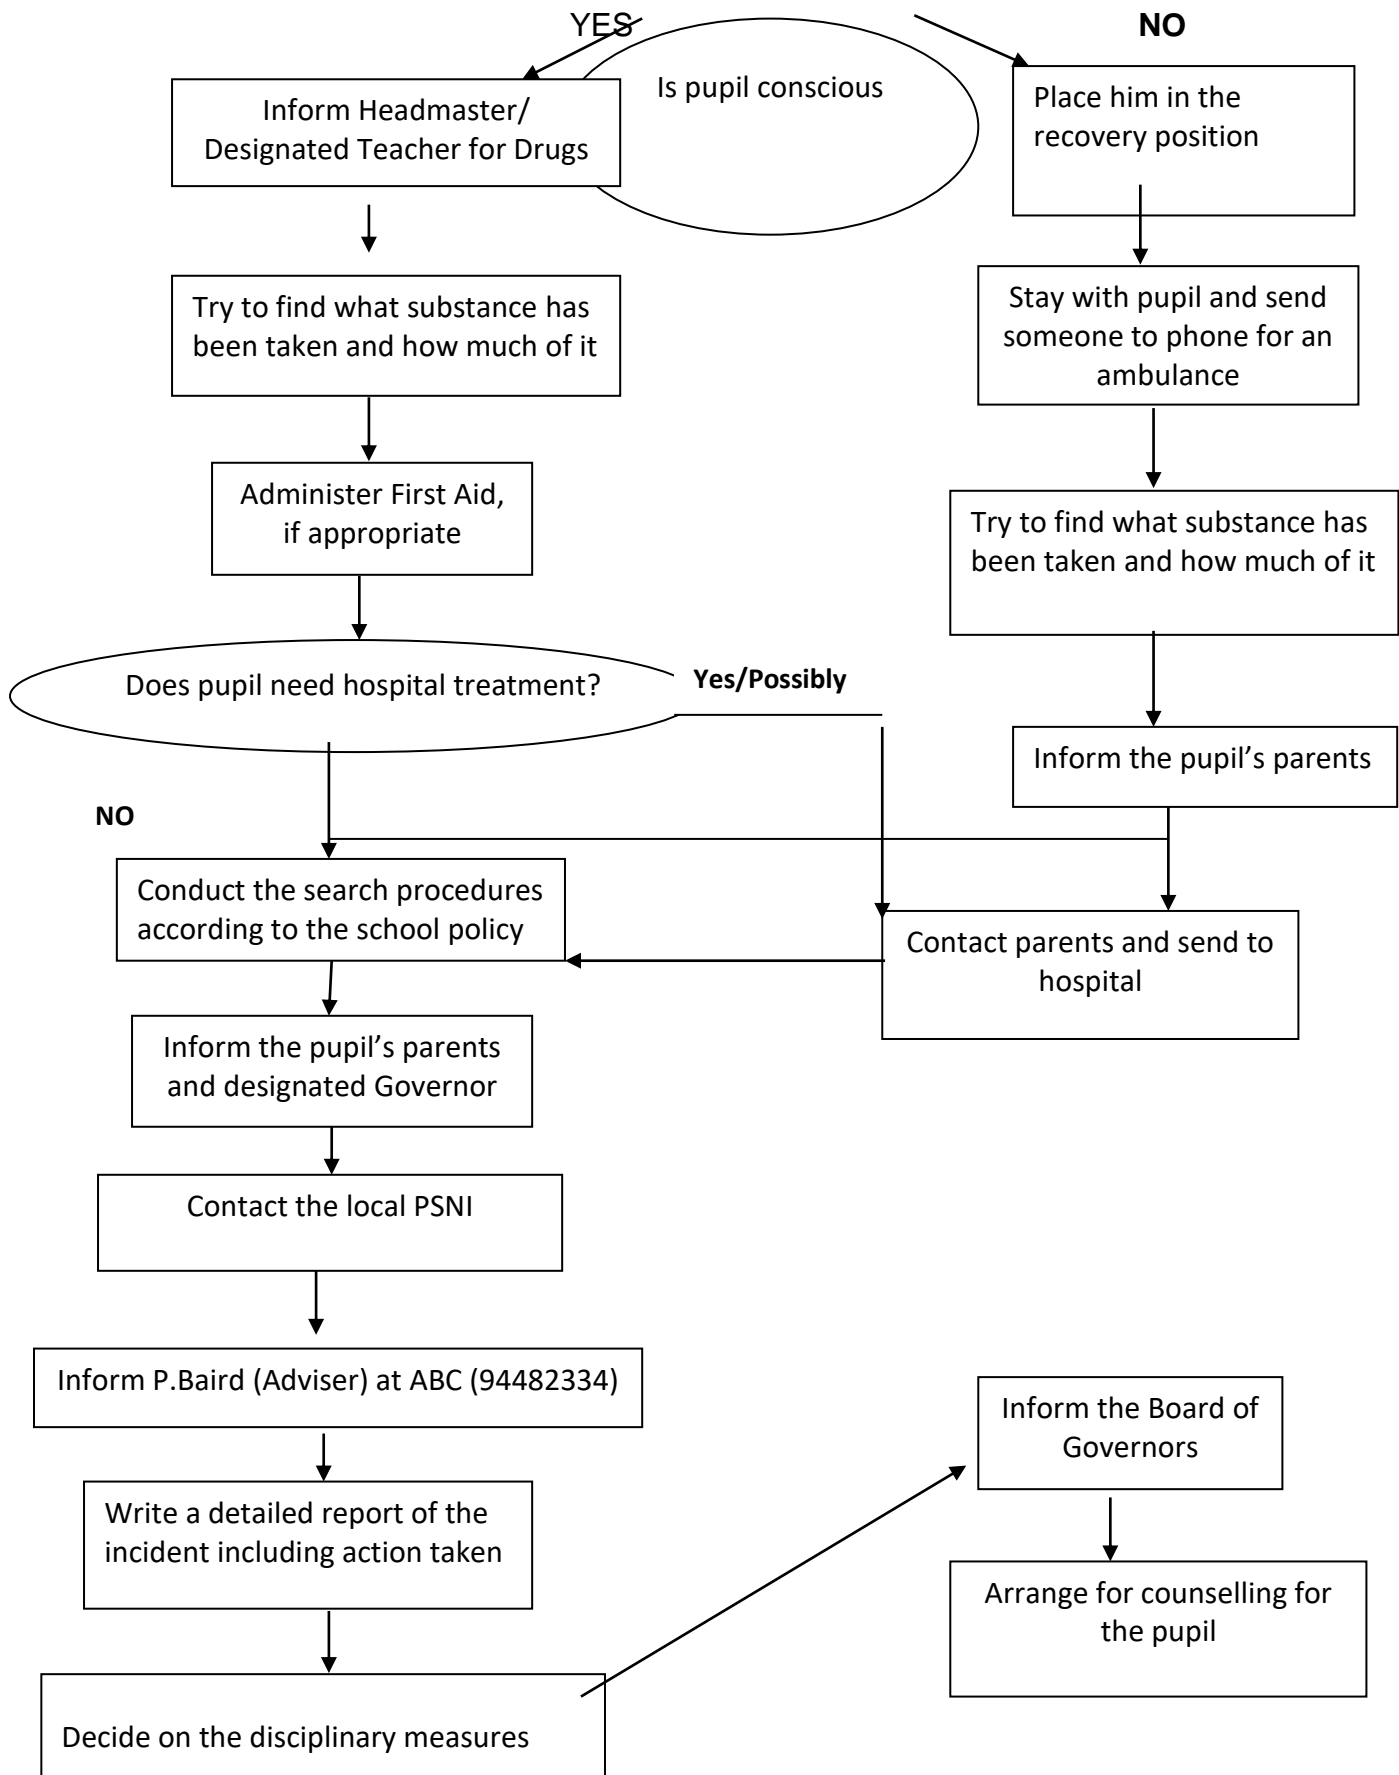 YES
NO
Is pupil conscious
Inform Headmaster/
Designated Teacher for Drugs
Place him in the
recovery position
Try to find what substance has
been taken and how much of it
Stay with pupil and send
someone to phone for an
ambulance
Administer First Aid,
if appropriate
Try to find what substance has
been taken and how much of it
Does pupil need hospital treatment?
Yes/Possibly
Inform the pupil’s parents
NO
Conduct the search procedures
according to the school policy
Contact parents and send to
hospital
Inform the pupil’s parents
and designated Governor
Contact the local PSNI
Inform P.Baird (Adviser) at ABC (94482334)
Write a detailed report of the
incident including action taken
Decide on the disciplinary measures
Inform the Board of
Governors
Arrange for counselling for
the pupil